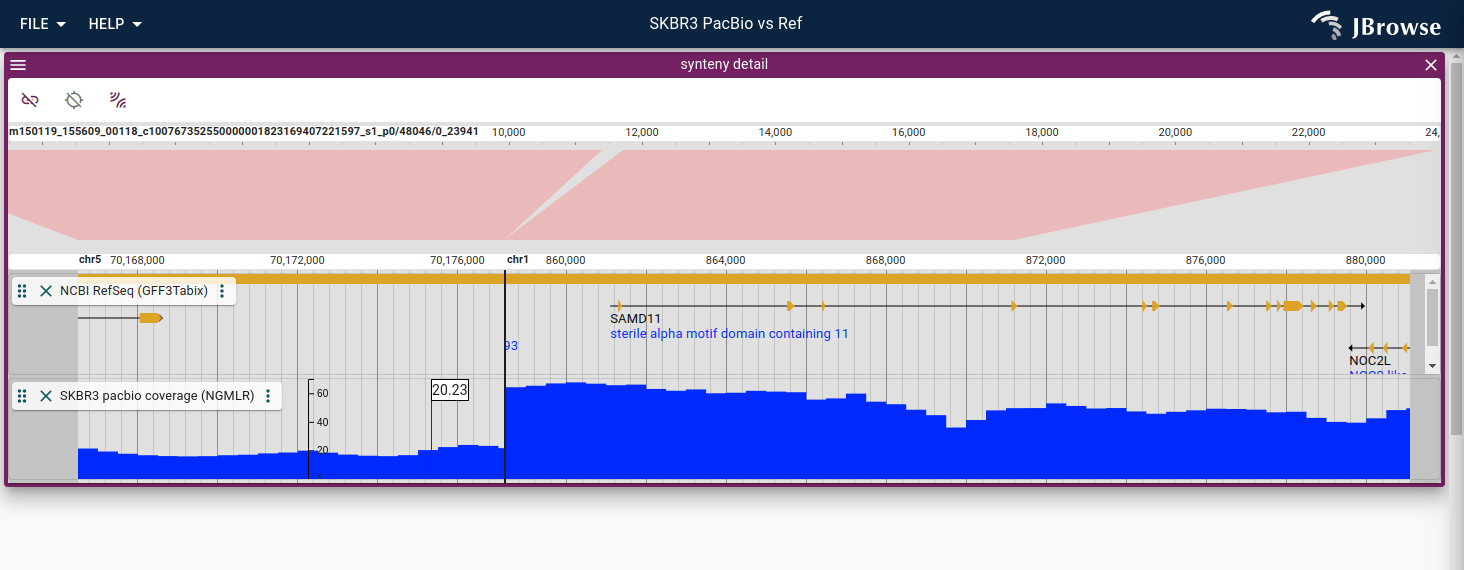 FILE HELP SKBR3 PacBio vs Ref JBrowse
synteny detail
m150119_155609_00118_c100767352550000001823169407221597_s1_p0/48046/0_23941 10,000 12,000 14,000 16,000 18,000 20,000 22,000 24,
chr5 70,168,000 70,172,000 70,176,000 chr1 860,000 864,000 868,000 872,000 876,000 880,000
NCBI RefSeq (GFF3Tabix)
SAMD11
sterile alpha motif domain containing 11
93
NOC2L
SKBR3 pacbio coverage (NGMLR)
60
40
20
20.23